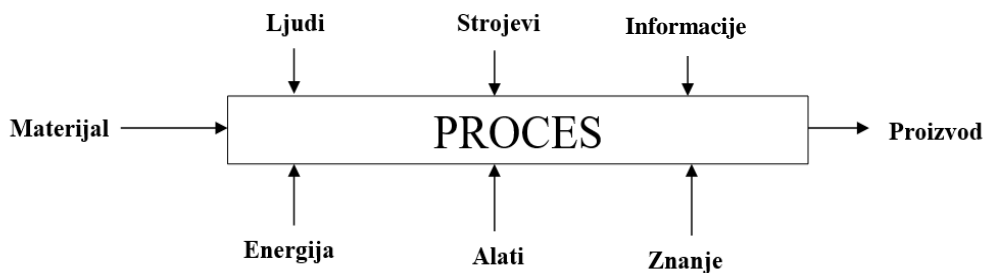 Ljudi
Strojevi
Informacije
Materijal
PROCES
Proizvod
Energija
Alati
Znanje